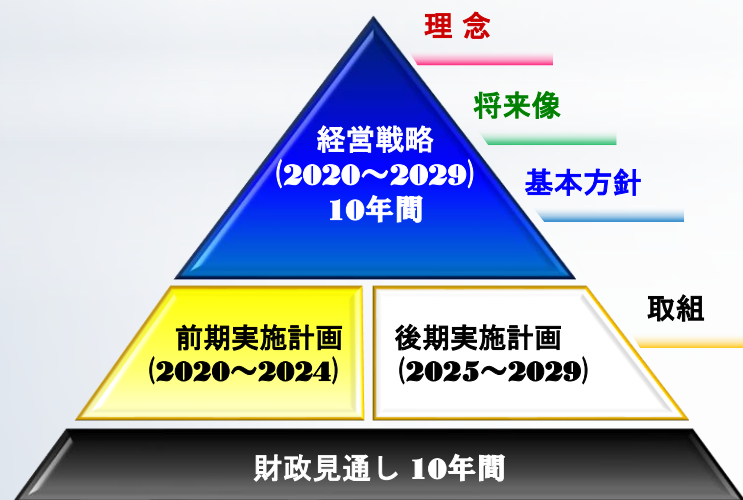 理 念
将来像
経営戦略
(2020~2029)
10年間
基本方針
取組
前期実施計画
(2020~2024)
後期実施計画
(2025~2029)
財政見通し 10年間